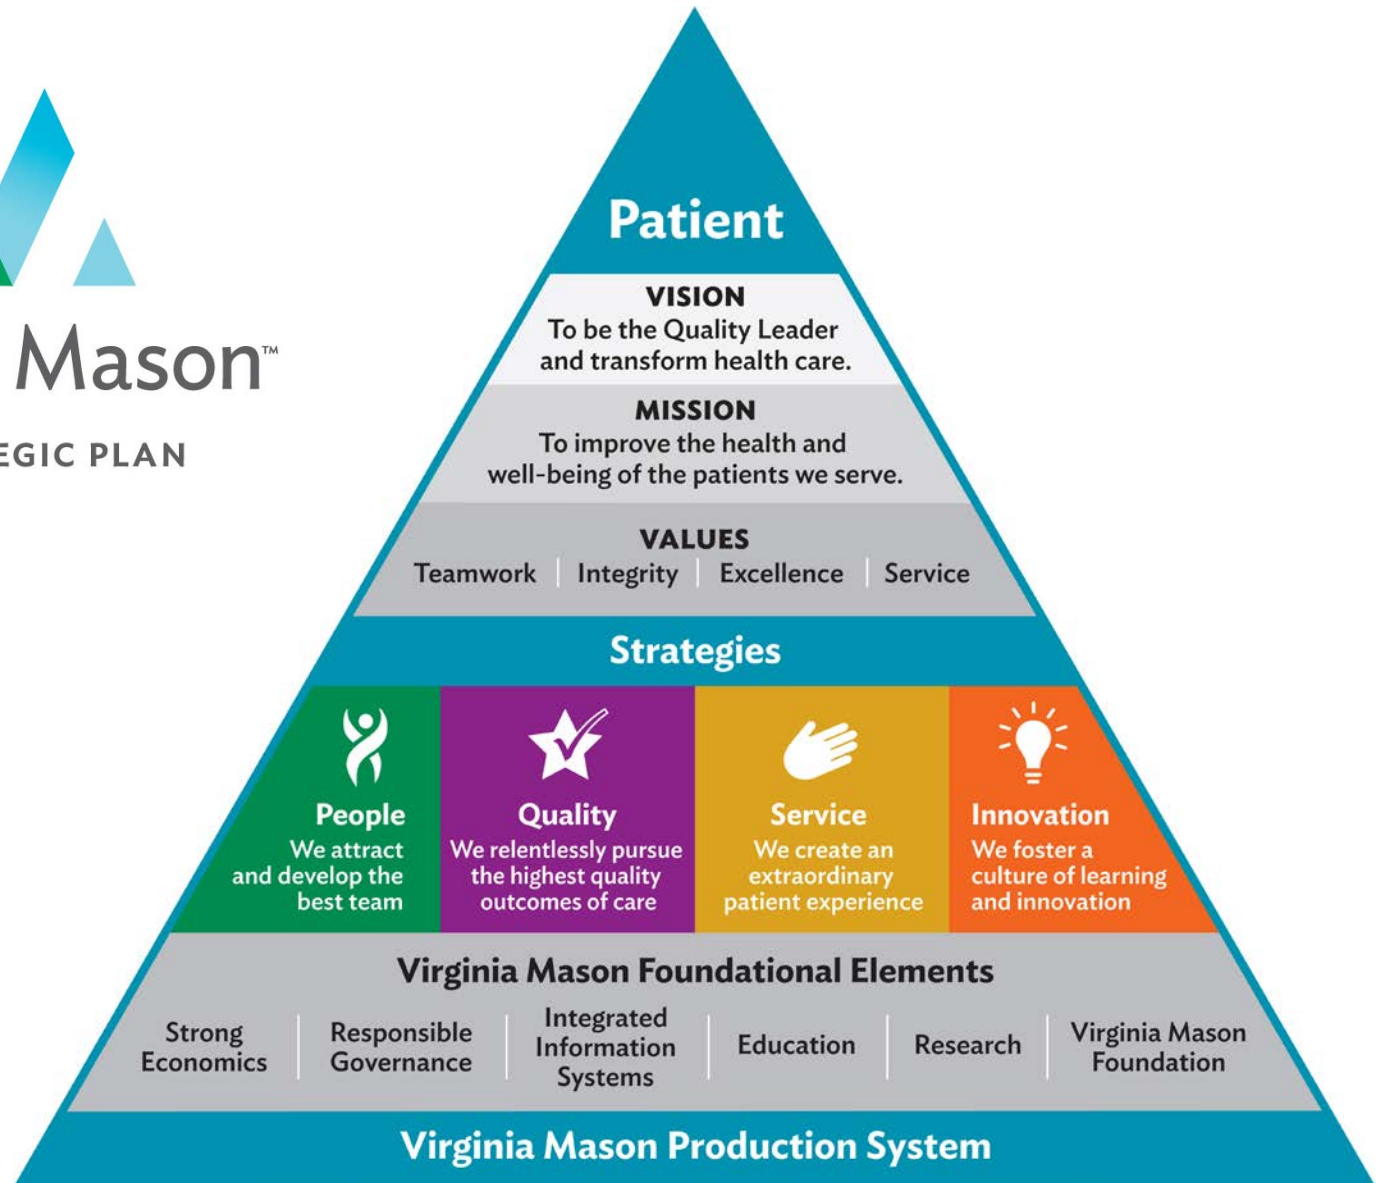 Mason™
EGIC PLAN
Patient
VISION
To be the Quality Leader
and transform health care.
MISSION
To improve the health and
well-being of the patients we serve.
VALUES
Teamwork Integrity Excellence Service
Strategies
People
We attract
and develop the
best team
Quality
We relentlessly pursue
the highest quality
outcomes of care
Service
We create an
extraordinary
patient experience
Innovation
We foster a
culture of learning
and innovation
Virginia Mason Foundational Elements
Strong
Economics
Responsible
Governance
Integrated
Information
Systems
Education
Research
Virginia Mason
Foundation
Virginia Mason Production System